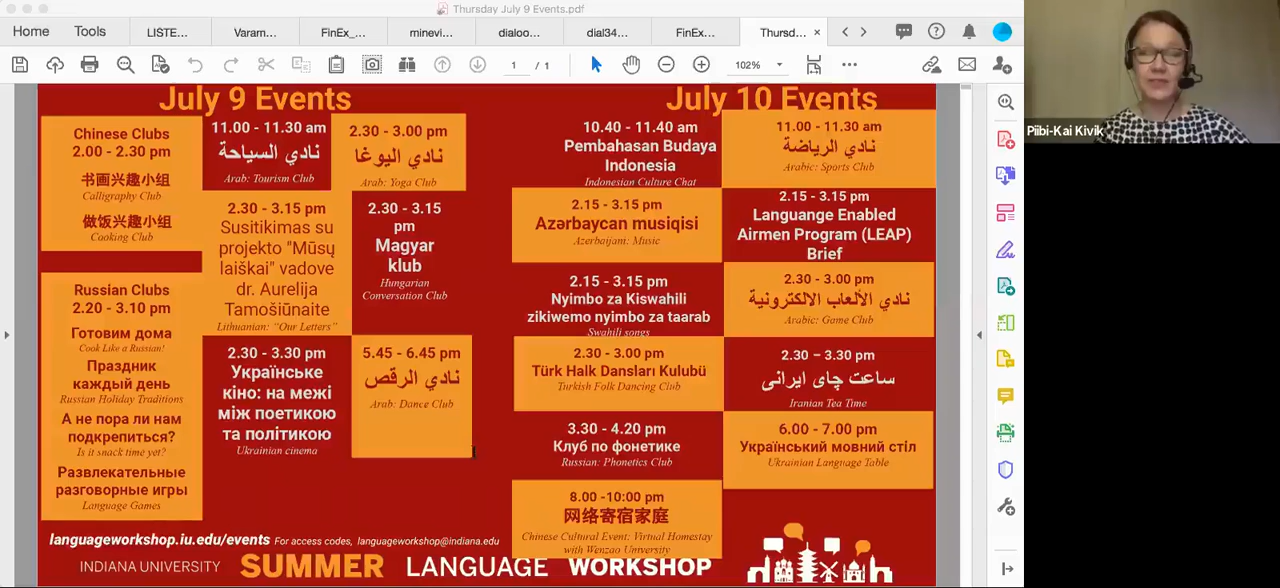 Thursday July 9 Events.pdf
Home
Tools
LISTE...
Varam...
FinEx_...
minevi...
dialoo...
dial34...
FinEx...
Thursd... ×
1 / 1
102%
July 9 Events
Chinese Clubs
2.00 - 2.30 pm
书画兴趣小组
Calligraphy Club
做饭兴趣小组
Cooking Club
Russian Clubs
2.20 - 3.10 pm
Готовим дома
Cook Like a Russian!
Праздник
каждый день
Russian Holiday Traditions
А не пора ли нам
подкрепиться?
Is it snack time yet?
Развлекательные
разговорные игры
Language Games
11.00 - 11.30 am
نادي السياحة
Arab: Tourism Club
2.30 - 3.15 pm
Susitikimas su
projekto "Mūsų
laiškai" vadove
dr. Aurelija
Tamošiūnaite
Lithuanian: “Our Letters”
2.30 - 3.30 pm
Українське
кіно: на межі
між поетикою
та політикою
Ukrainian cinema
2.30 - 3.00 pm
نادي اليوغا
Arab: Yoga Club
2.30 - 3.15
pm
Magyar
klub
Hungarian
Conversation Club
5.45 - 6.45 pm
نادي الرقص
Arab: Dance Club
July 10 Events
10.40 - 11.40 am
Pembahasan Budaya
Indonesia
Indonesian Culture Chat
2.15 - 3.15 pm
Azərbaycan musiqisi
Azerbaijani: Music
2.15 - 3.15 pm
Nyimbo za Kiswahili
zikiwemo nyimbo za taarab
Swahili songs
2.30 - 3.00 pm
Türk Halk Dansları Kulubü
Turkish Folk Dancing Club
3.30 - 4.20 pm
Клуб по фонетике
Russian: Phonetics Club
8.00 -10:00 pm
网络寄宿家庭
Chinese Cultural Event: Virtual Homestay
with Wenzao University
11.00 - 11.30 am
نادي الرياضة
Arabic: Sports Club
2.15 - 3.15 pm
Languange Enabled
Airmen Program (LEAP)
Brief
2.30 - 3.00 pm
نادي الألعاب الالكترونية
Arabic: Game Club
2.30 – 3.30 pm
ساعت چای ایرانی
Iranian Tea Time
6.00 - 7.00 pm
Український мовний стіл
Ukrainian Language Table
languageworkshop.iu.edu/events For access codes, languageworkshop@indiana.edu
INDIANA UNIVERSITY SUMMER LANGUAGE WORKSHOP
Piibi-Kai Kivik